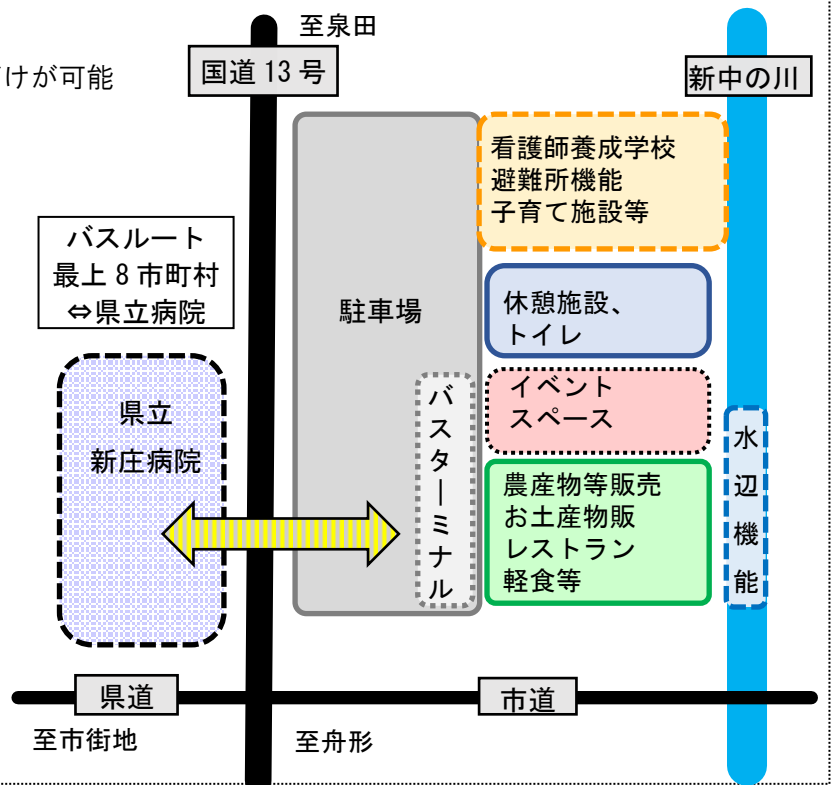 至泉田
けが可能
国道 13 号
新中の川
看護師養成学校
避難所機能
子育て施設等
バスルート
最上 8 市町村
⇔県立病院
駐車場
休憩施設、
トイレ
県立
新庄病院
バスターミナル
イベント
スペース
水辺機能
農産物等販売
お土産物販
レストラン
軽食等
県道
市道
至市街地
至舟形